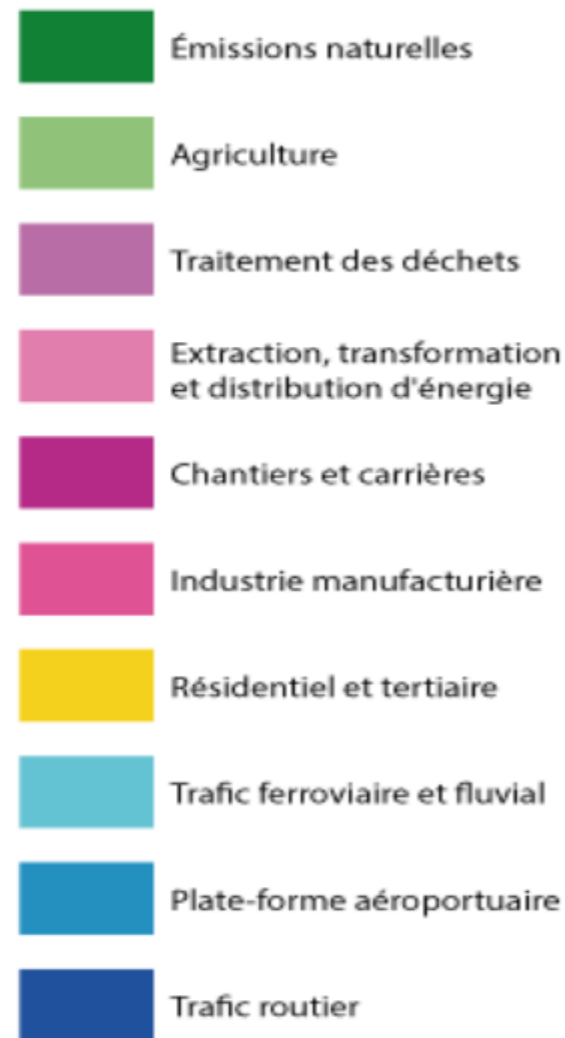 Émissions naturelles
Agriculture
Traitement des déchets
Extraction, transformation
et distribution d'énergie
Chantiers et carrières
Industrie manufacturière
Résidentiel et tertiaire
Trafic ferroviaire et fluvial
Plate-forme aéroportuaire
Trafic routier